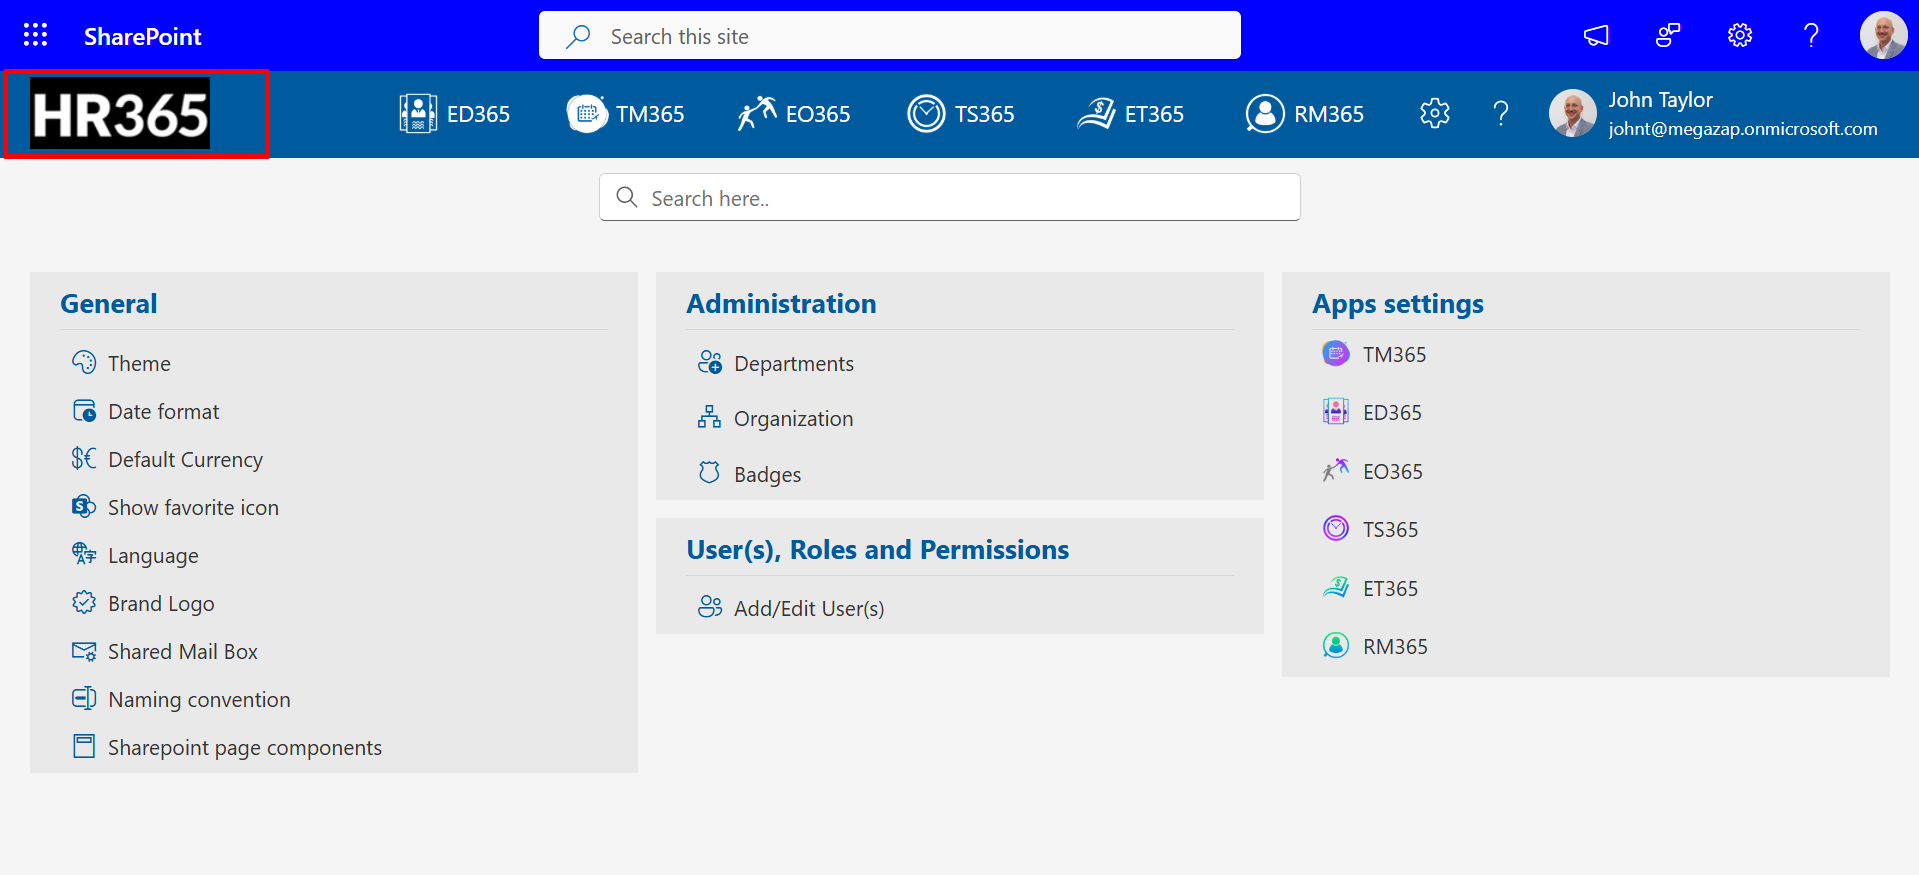 SharePoint
Search this site
HR365
ED365
TM365
EO365
TS365
ET365
RM365
John Taylor
johnt@megazap.onmicrosoft.com
Search here..
General
Theme
Date format
Default Currency
Show favorite icon
Language
Brand Logo
Shared Mail Box
Naming convention
Sharepoint page components
Administration
Departments
Organization
Badges
User(s), Roles and Permissions
Add/Edit User(s)
Apps settings
TM365
ED365
EO365
TS365
ET365
RM365